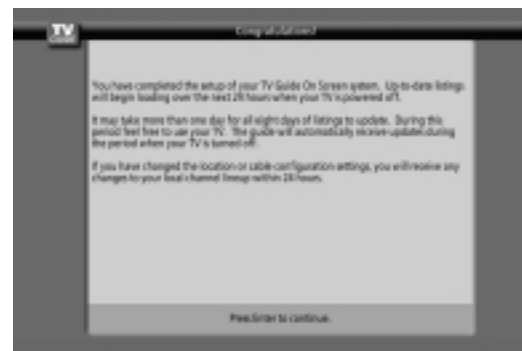 TV
GUIDE
Congratulations!
You have completed the setup of your TV Guide On Screen system. Up-to-date listings
will begin loading over the next 24 hours when your TV is powered off.
It may take more than one day for all eight days of listings to update. During this
period feel free to use your TV. The guide will automatically receive updates during
the period when your TV is turned off.
If you have changed the location or cable configuration settings, you will receive any
changes to your local channel lineup within 24 hours.
Press Enter to continue.